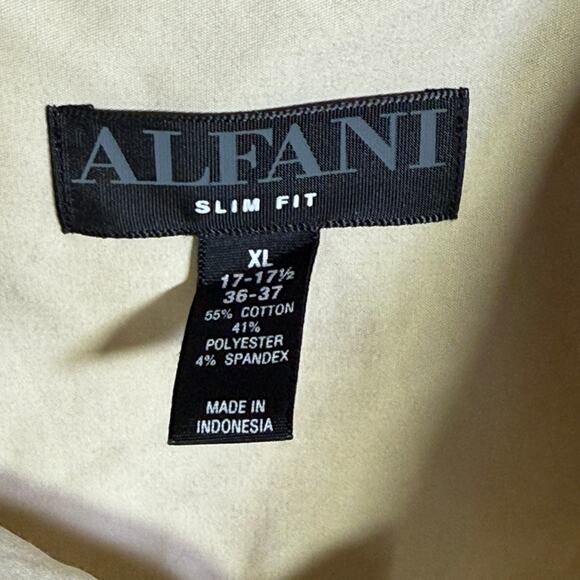 ALFANI
SLIM FIT
XL
17-17½
36-37
55% COTTON
41%
POLYESTER
4% SPANDEX
MADE IN
INDONESIA